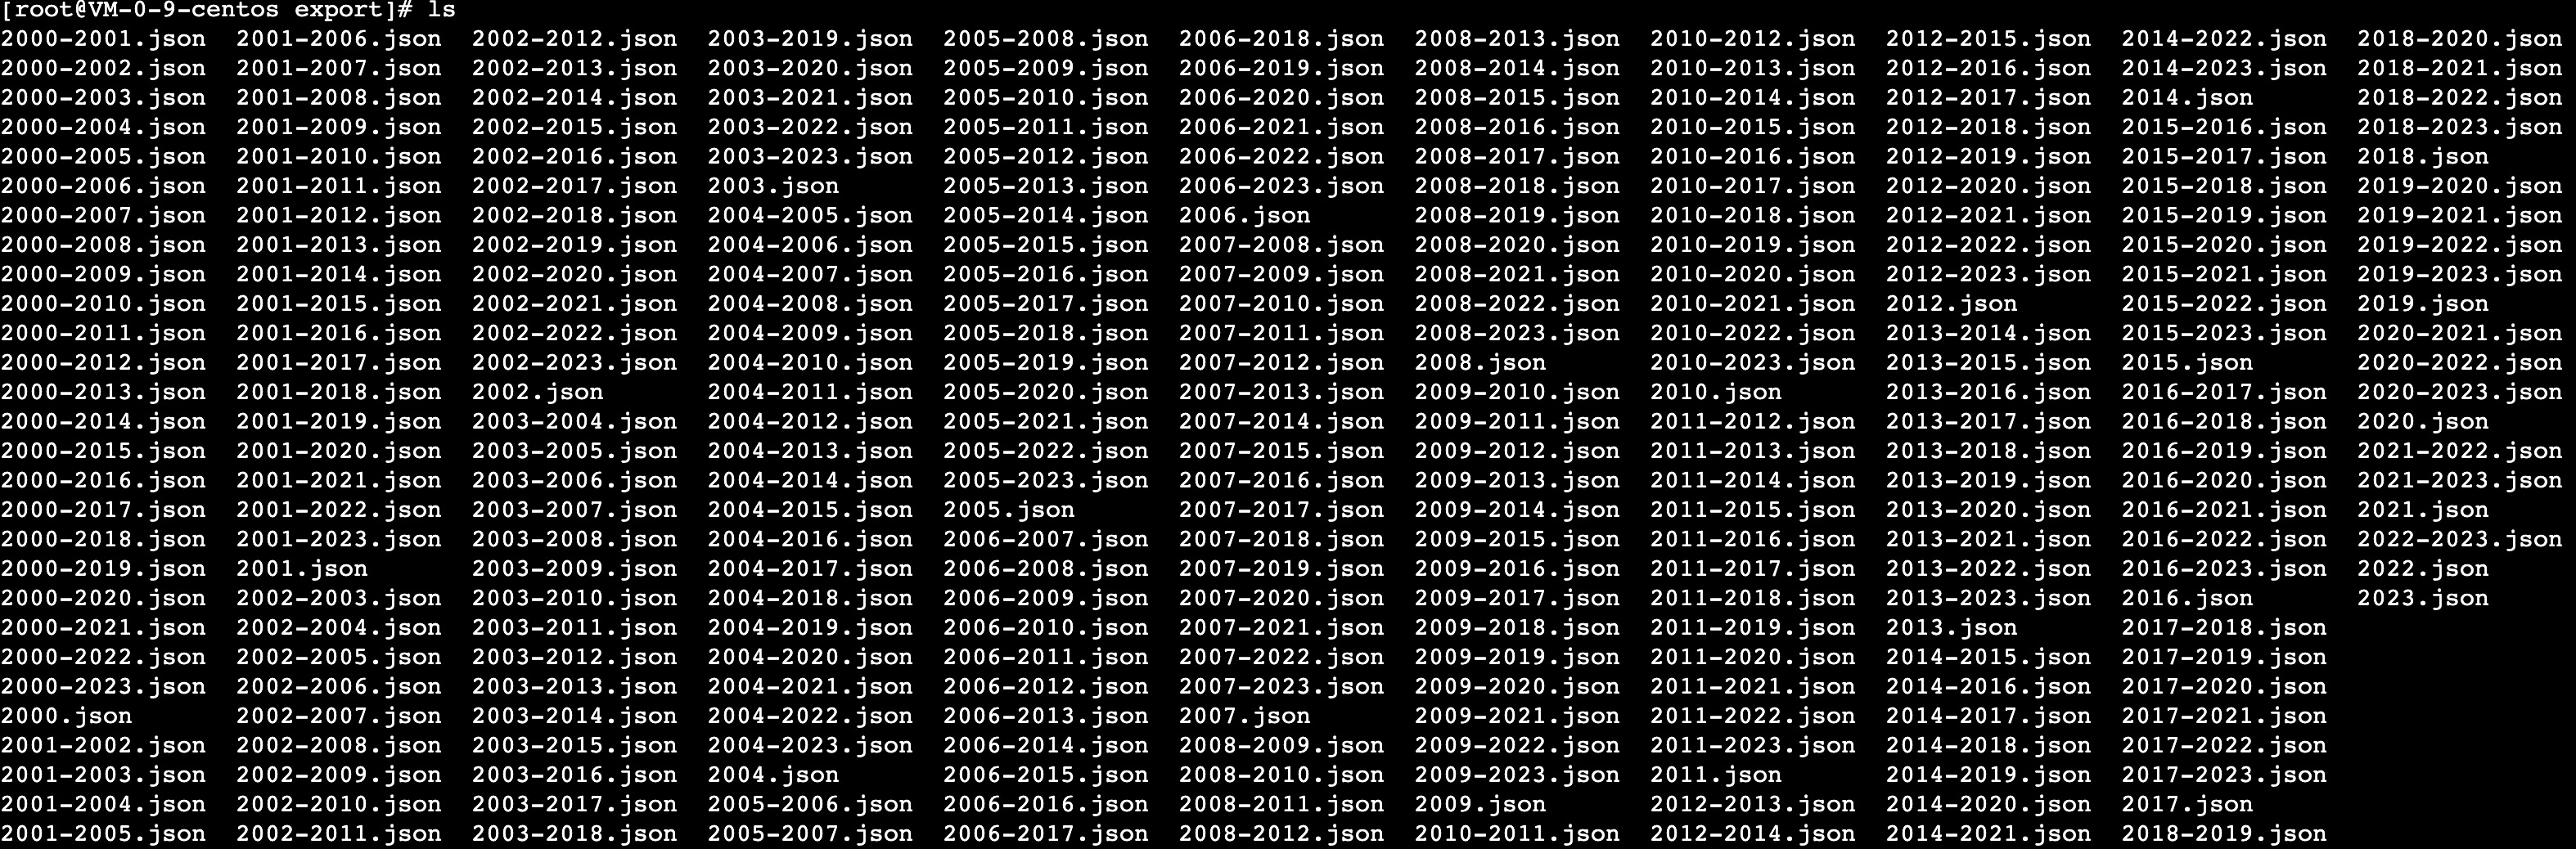 [root@VM-0-9-centos export]# ls
2000-2001.json  2001-2006.json  2002-2012.json  2003-2019.json  2005-2008.json  2006-2018.json  2008-2013.json  2010-2012.json  2012-2015.json  2014-2022.json  2018-2020.json
2000-2002.json  2001-2007.json  2002-2013.json  2003-2020.json  2005-2009.json  2006-2019.json  2008-2014.json  2010-2013.json  2012-2016.json  2014-2023.json  2018-2021.json
2000-2003.json  2001-2008.json  2002-2014.json  2003-2021.json  2005-2010.json  2006-2020.json  2008-2015.json  2010-2014.json  2012-2017.json  2014.json  2018-2022.json
2000-2004.json  2001-2009.json  2002-2015.json  2003-2022.json  2005-2011.json  2006-2021.json  2008-2016.json  2010-2015.json  2012-2018.json  2015-2016.json  2018-2023.json
2000-2005.json  2001-2010.json  2002-2016.json  2003-2023.json  2005-2012.json  2006-2022.json  2008-2017.json  2010-2016.json  2012-2019.json  2015-2017.json  2018.json
2000-2006.json  2001-2011.json  2002-2017.json  2003.json  2005-2013.json  2006-2023.json  2008-2018.json  2010-2017.json  2012-2020.json  2015-2018.json  2019-2020.json
2000-2007.json  2001-2012.json  2002-2018.json  2004-2005.json  2005-2014.json  2006.json  2008-2019.json  2010-2018.json  2012-2021.json  2015-2019.json  2019-2021.json
2000-2008.json  2001-2013.json  2002-2019.json  2004-2006.json  2005-2015.json  2007-2008.json  2008-2020.json  2010-2019.json  2012-2022.json  2015-2020.json  2019-2022.json
2000-2009.json  2001-2014.json  2002-2020.json  2004-2007.json  2005-2016.json  2007-2009.json  2008-2021.json  2010-2020.json  2012-2023.json  2015-2021.json  2019-2023.json
2000-2010.json  2001-2015.json  2002-2021.json  2004-2008.json  2005-2017.json  2007-2010.json  2008-2022.json  2010-2021.json  2012.json  2015-2022.json  2019.json
2000-2011.json  2001-2016.json  2002-2022.json  2004-2009.json  2005-2018.json  2007-2011.json  2008-2023.json  2010-2022.json  2013-2014.json  2015-2023.json  2020-2021.json
2000-2012.json  2001-2017.json  2002-2023.json  2004-2010.json  2005-2019.json  2007-2012.json  2008.json  2010-2023.json  2013-2015.json  2015.json  2020-2022.json
2000-2013.json  2001-2018.json  2002.json  2004-2011.json  2005-2020.json  2007-2013.json  2009-2010.json  2010.json  2013-2016.json  2016-2017.json  2020-2023.json
2000-2014.json  2001-2019.json  2003-2004.json  2004-2012.json  2005-2021.json  2007-2014.json  2009-2011.json  2011-2012.json  2013-2017.json  2016-2018.json  2020.json
2000-2015.json  2001-2020.json  2003-2005.json  2004-2013.json  2005-2022.json  2007-2015.json  2009-2012.json  2011-2013.json  2013-2018.json  2016-2019.json  2021-2022.json
2000-2016.json  2001-2021.json  2003-2006.json  2004-2014.json  2005-2023.json  2007-2016.json  2009-2013.json  2011-2014.json  2013-2019.json  2016-2020.json  2021-2023.json
2000-2017.json  2001-2022.json  2003-2007.json  2004-2015.json  2005.json  2007-2017.json  2009-2014.json  2011-2015.json  2013-2020.json  2016-2021.json  2021.json
2000-2018.json  2001-2023.json  2003-2008.json  2004-2016.json  2006-2007.json  2007-2018.json  2009-2015.json  2011-2016.json  2013-2021.json  2016-2022.json  2022-2023.json
2000-2019.json  2001.json  2003-2009.json  2004-2017.json  2006-2008.json  2007-2019.json  2009-2016.json  2011-2017.json  2013-2022.json  2016-2023.json  2022.json
2000-2020.json  2002-2003.json  2003-2010.json  2004-2018.json  2006-2009.json  2007-2020.json  2009-2017.json  2011-2018.json  2013-2023.json  2016.json  2023.json
2000-2021.json  2002-2004.json  2003-2011.json  2004-2019.json  2006-2010.json  2007-2021.json  2009-2018.json  2011-2019.json  2013.json  2017-2018.json
2000-2022.json  2002-2005.json  2003-2012.json  2004-2020.json  2006-2011.json  2007-2022.json  2009-2019.json  2011-2020.json  2014-2015.json  2017-2019.json
2000-2023.json  2002-2006.json  2003-2013.json  2004-2021.json  2006-2012.json  2007-2023.json  2009-2020.json  2011-2021.json  2014-2016.json  2017-2020.json
2000.json  2002-2007.json  2003-2014.json  2004-2022.json  2006-2013.json  2007.json  2009-2021.json  2011-2022.json  2014-2017.json  2017-2021.json
2001-2002.json  2002-2008.json  2003-2015.json  2004-2023.json  2006-2014.json  2008-2009.json  2009-2022.json  2011-2023.json  2014-2018.json  2017-2022.json
2001-2003.json  2002-2009.json  2003-2016.json  2004.json  2006-2015.json  2008-2010.json  2009-2023.json  2011.json  2014-2019.json  2017-2023.json
2001-2004.json  2002-2010.json  2003-2017.json  2005-2006.json  2006-2016.json  2008-2011.json  2009.json  2012-2013.json  2014-2020.json  2017.json
2001-2005.json  2002-2011.json  2003-2018.json  2005-2007.json  2006-2017.json  2008-2012.json  2010-2011.json  2012-2014.json  2014-2021.json  2018-2019.json